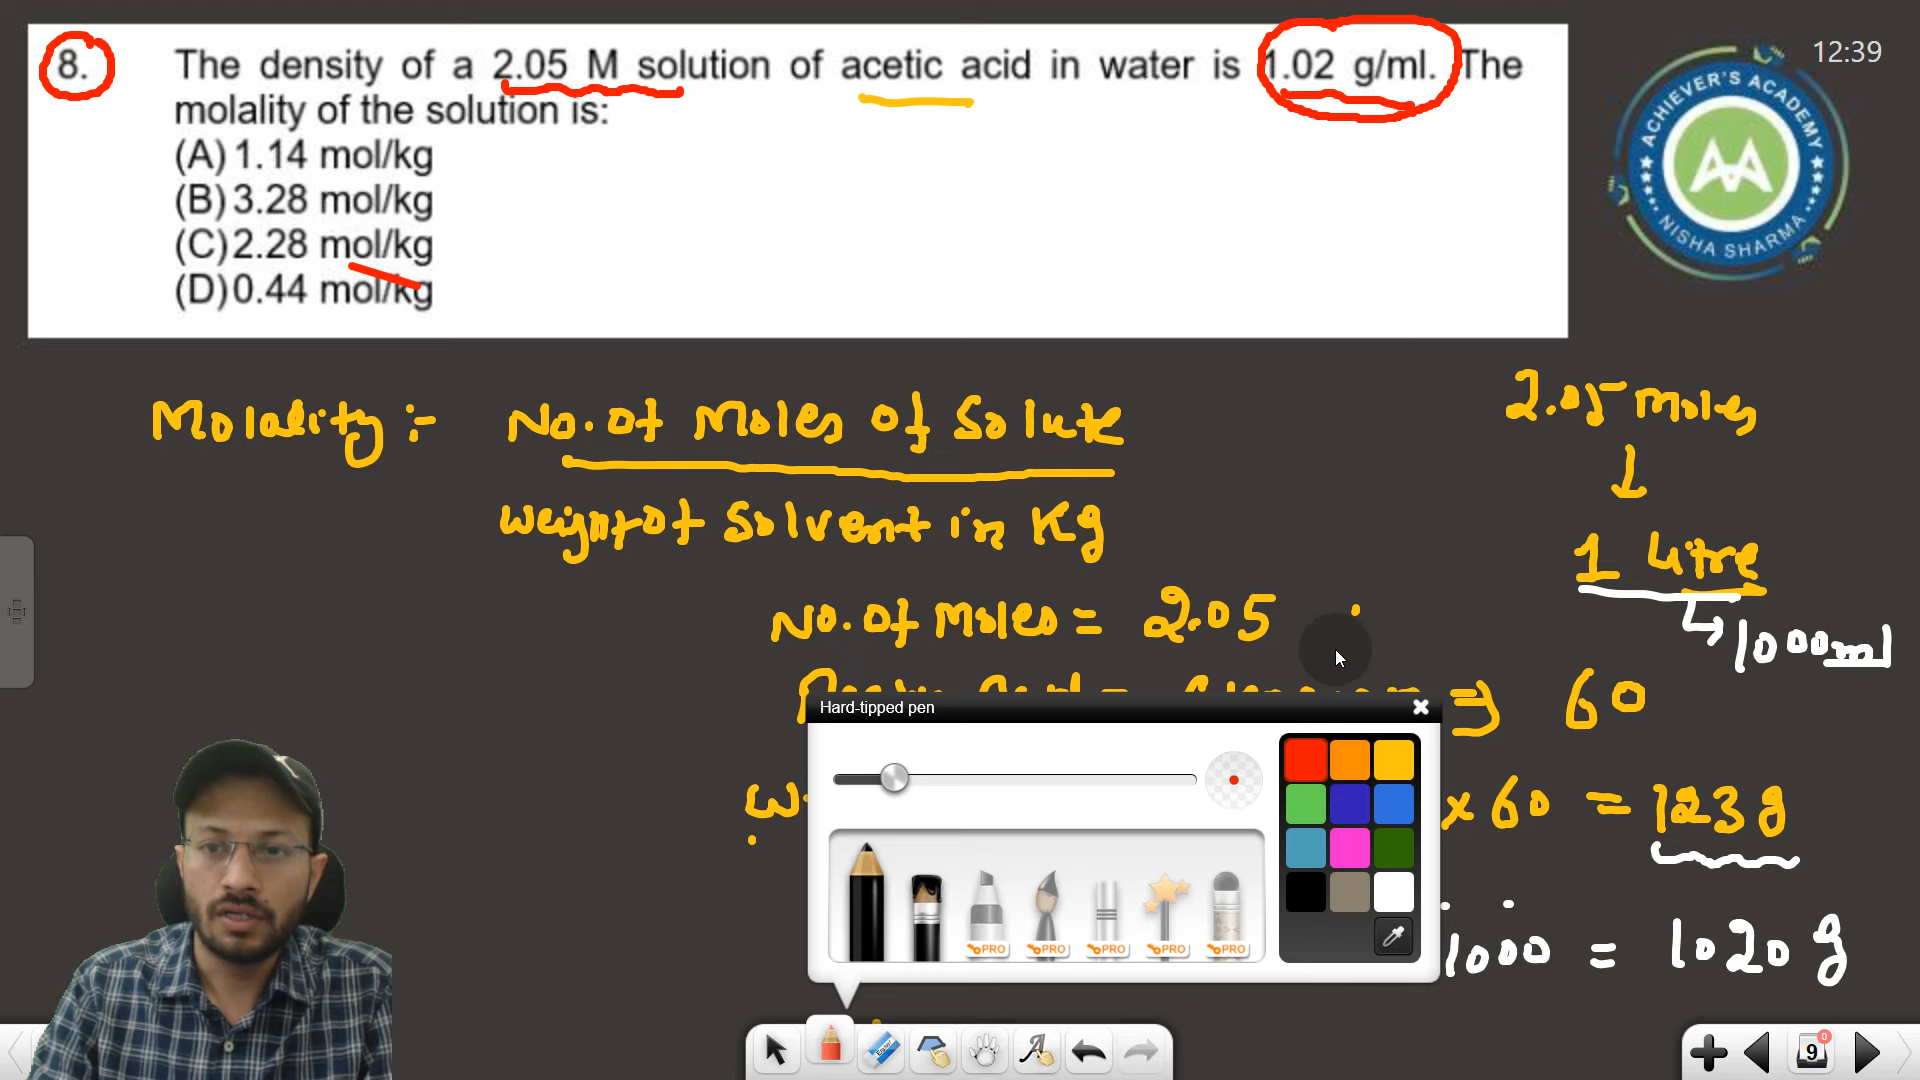 8. The density of a 2.05 M solution of acetic acid in water is 1.02 g/ml. The
molality of the solution is:
(A) 1.14 mol/kg
(B) 3.28 mol/kg
(C) 2.28 mol/kg
(D) 0.44 mol/kg
12:39
ACHIEVER'S ACADEMY
AA
NISHA SHARMA
Molality :- No. of Moles of Solute
weight of Solvent in Kg
2.05 moles
↓
1 Litre
↳ 1000ml
No. of Moles = 2.05
⇒ 60
Hard-tipped pen
w
× 60 = 123 g
PRO PRO PRO PRO PRO
1000 = 1020 g
Eraser
A
9
0